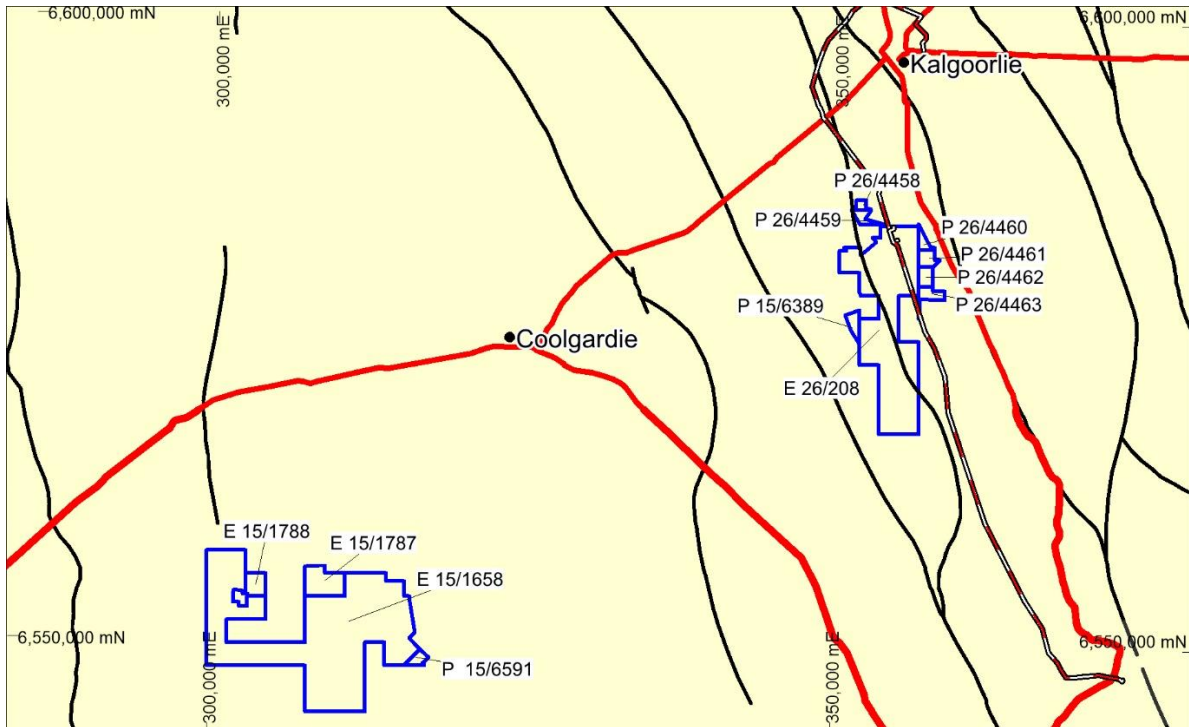 6,600,000 mN
6,600,000 mN
300,000 mE
350,000 mE
Kalgoorlie
P 26/4458
P 26/4459
P 26/4460
P 26/4461
P 26/4462
P 26/4463
P 15/6389
Coolgardie
E 26/208
E 15/1788
E 15/1787
E 15/1658
6,550,000 mN
6,550,000 mN
P 15/6591
300,000 mE
350,000 mE